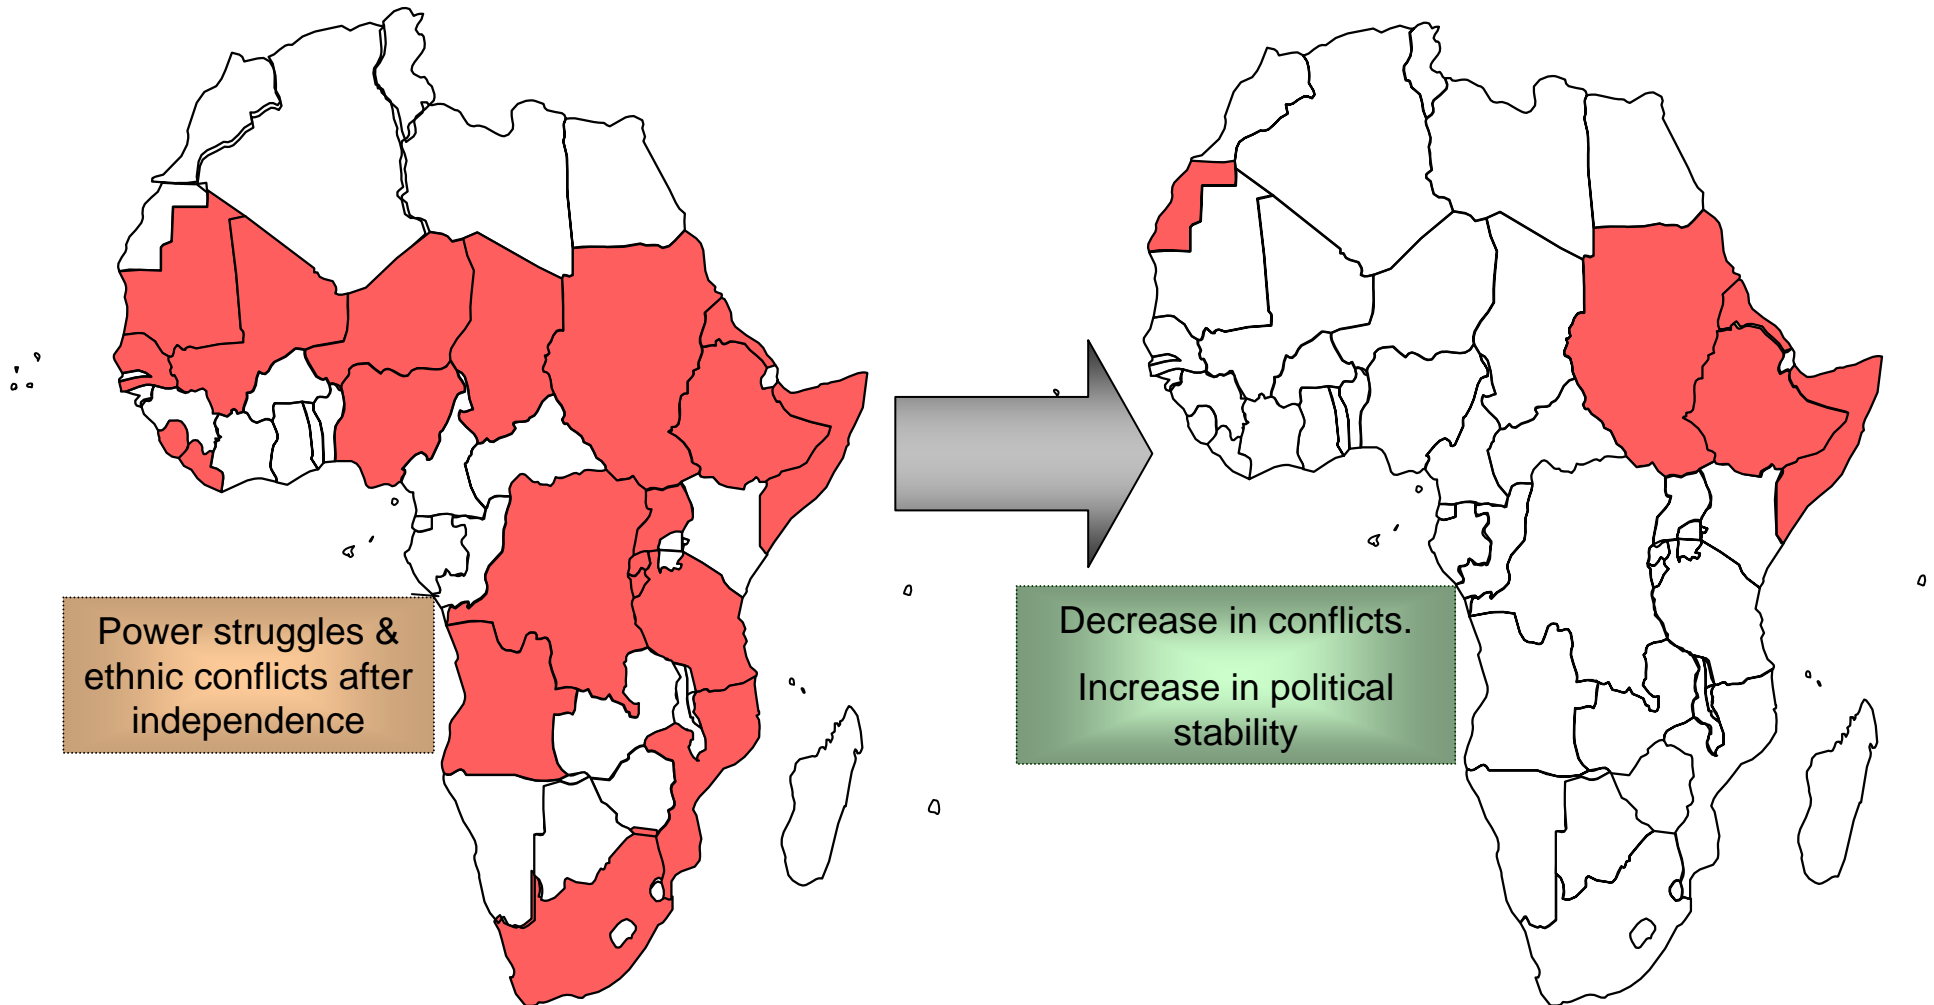 Power struggles &
ethnic conflicts after
independence
Decrease in conflicts.
Increase in political
stability